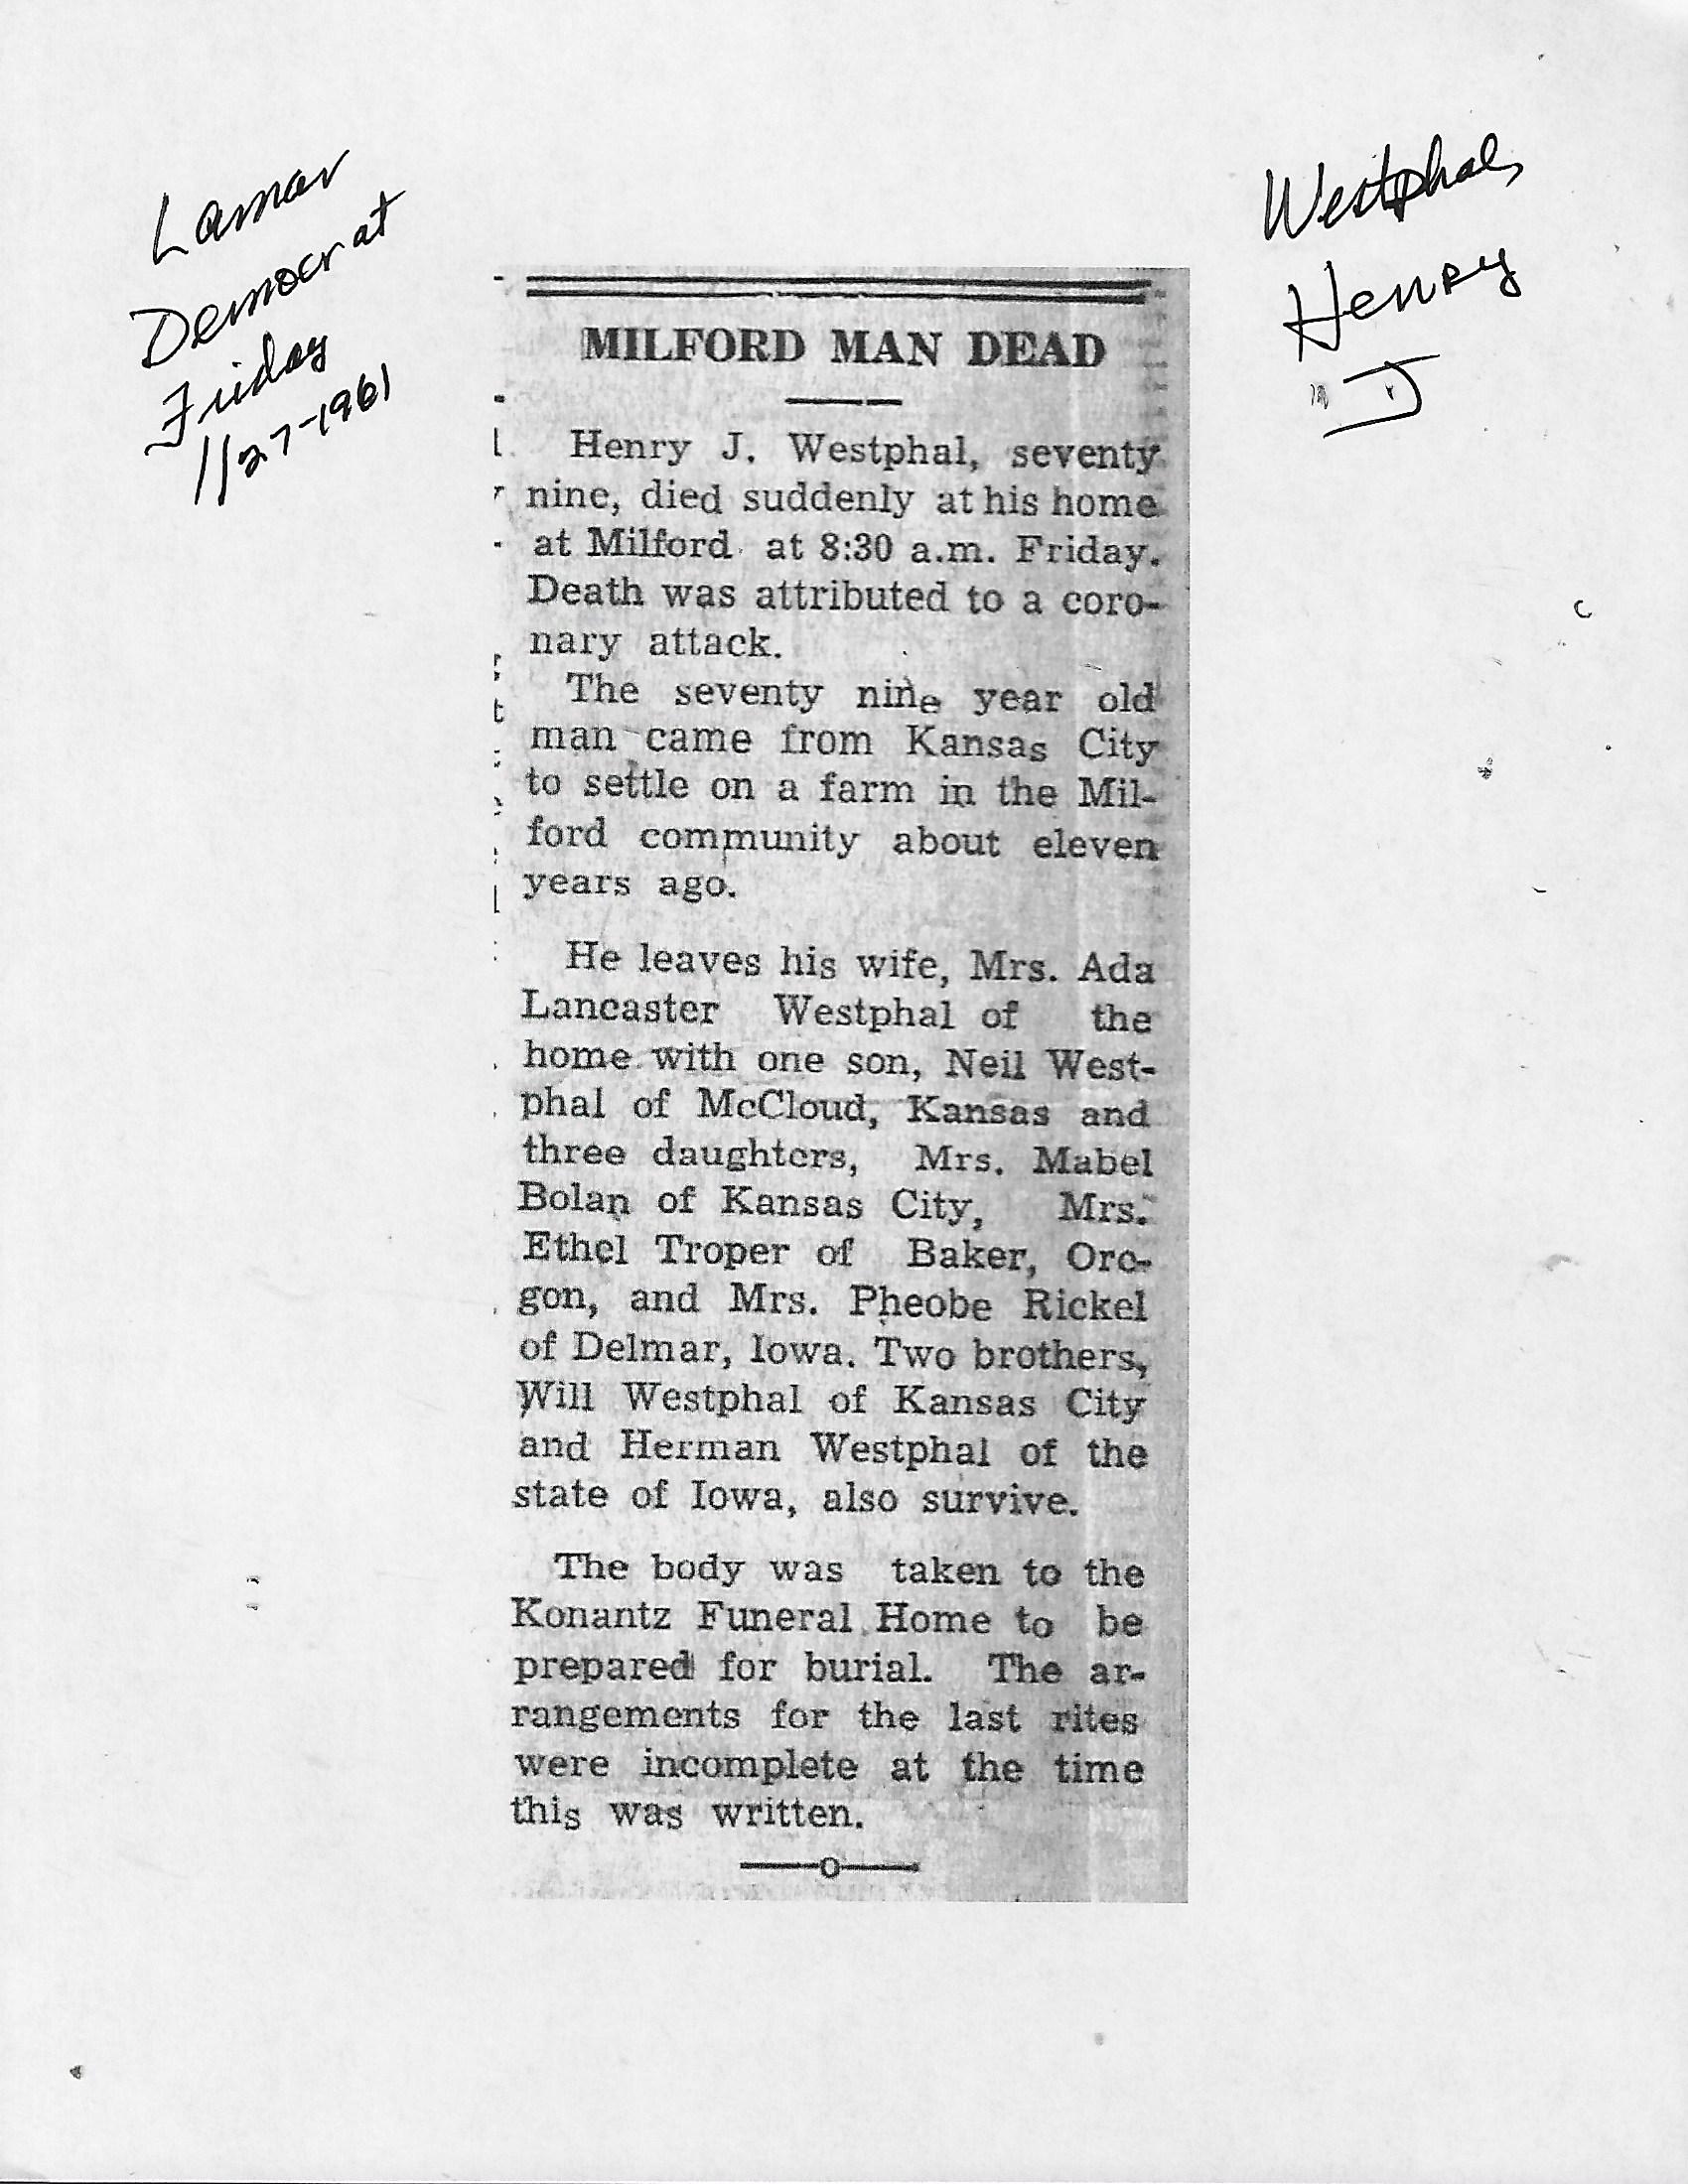 Lamar
Democrat
Friday
1/27-1961
Westphal,
Henry
J
MILFORD MAN DEAD
Henry J. Westphal, seventy
nine, died suddenly at his home
at Milford at 8:30 a.m. Friday.
Death was attributed to a coro-
nary attack.
The seventy nine year old
man came from Kansas City
to settle on a farm in the Mil-
ford community about eleven
years ago.
He leaves his wife, Mrs. Ada
Lancaster Westphal of the
home with one son, Neil West-
phal of McCloud, Kansas and
three daughters, Mrs. Mabel
Bolan of Kansas City, Mrs.
Ethel Troper of Baker, Ore-
gon, and Mrs. Pheobe Rickel
of Delmar, Iowa. Two brothers,
Will Westphal of Kansas City
and Herman Westphal of the
state of Iowa, also survive.
The body was taken to the
Konantz Funeral Home to be
prepared for burial. The ar-
rangements for the last rites
were incomplete at the time
this was written.